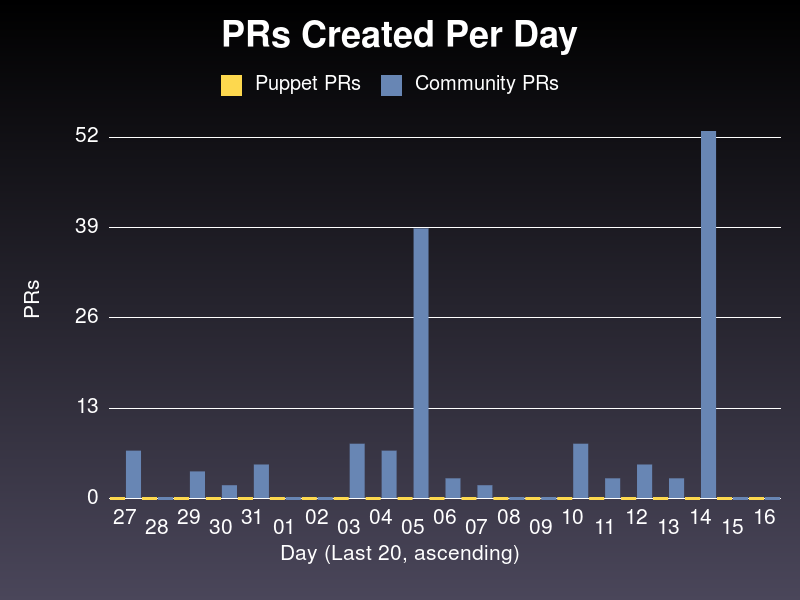 PRs Created Per Day
Puppet PRs Community PRs
52
39
26
13
0
PRs
27 28 29 30 31 01 02 03 04 05 06 07 08 09 10 11 12 13 14 15 16
Day (Last 20, ascending)